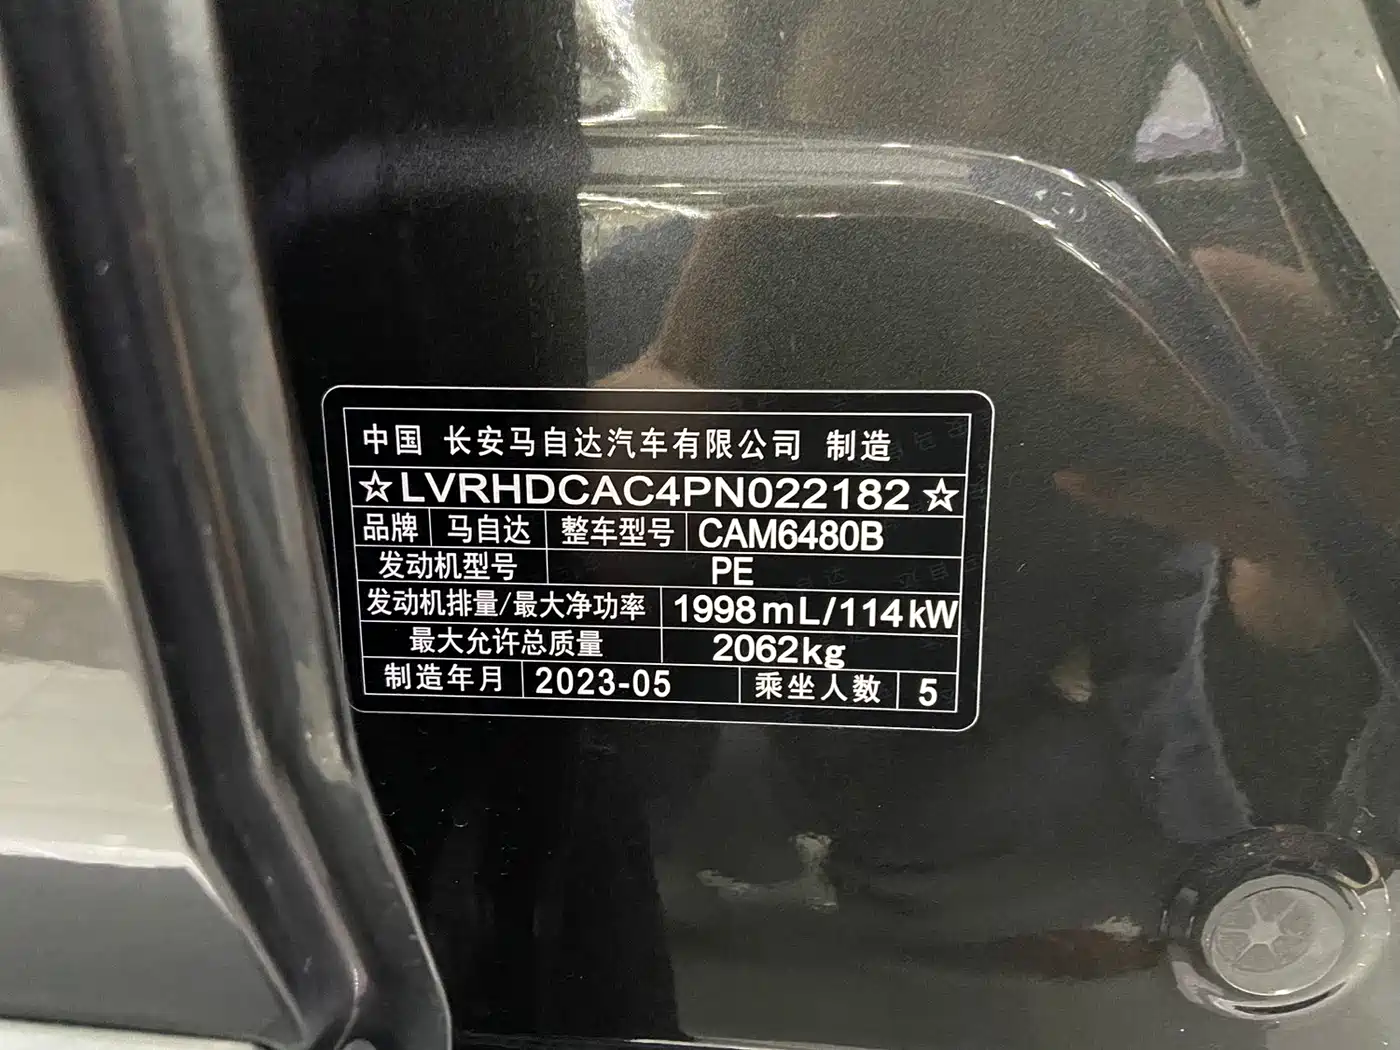 中国 长安马自达汽车有限公司 制造
☆LVRHDCAC4PN022182☆
品牌 马自达 整车型号 CAM6480B
发动机型号 PE
发动机排量/最大净功率 1998mL/114kW
最大允许总质量 2062kg
制造年月 2023-05 乘坐人数 5